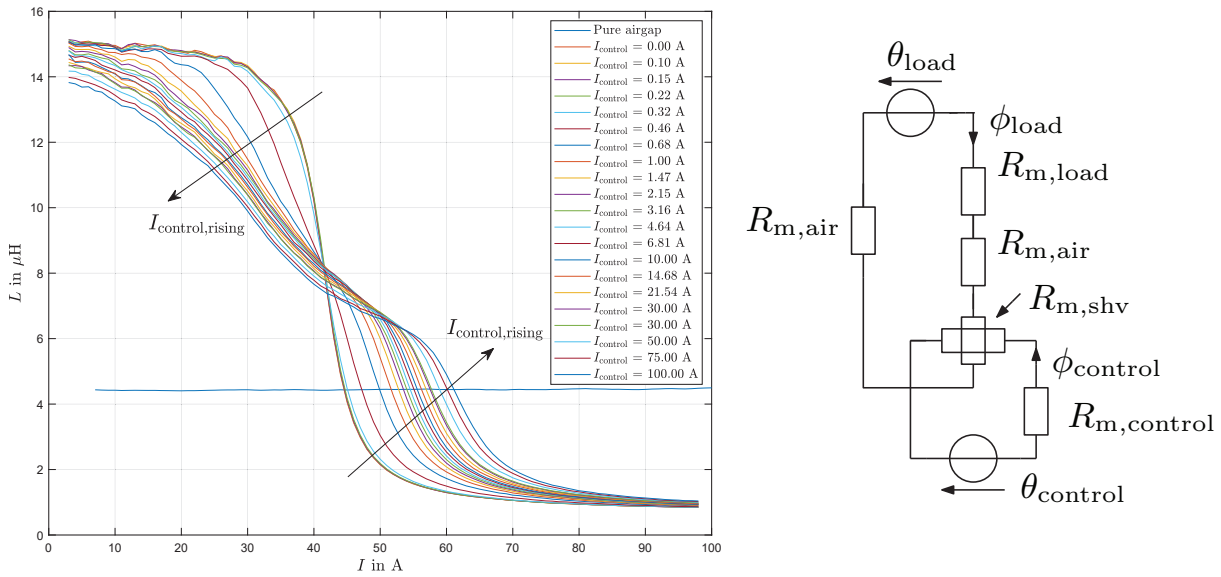 16
14
12
10
8
6
4
2
0
L in μH
0 10 20 30 40 50 60 70 80 90 100
I in A
I_control,rising
I_control,rising
Pure airgap
I_control = 0.00 A
I_control = 0.10 A
I_control = 0.15 A
I_control = 0.22 A
I_control = 0.32 A
I_control = 0.46 A
I_control = 0.68 A
I_control = 1.00 A
I_control = 1.47 A
I_control = 2.15 A
I_control = 3.16 A
I_control = 4.64 A
I_control = 6.81 A
I_control = 10.00 A
I_control = 14.68 A
I_control = 21.54 A
I_control = 30.00 A
I_control = 30.00 A
I_control = 50.00 A
I_control = 75.00 A
I_control = 100.00 A
θ_load
ϕ_load
R_m,load
R_m,air
R_m,air
R_m,shv
ϕ_control
R_m,control
θ_control